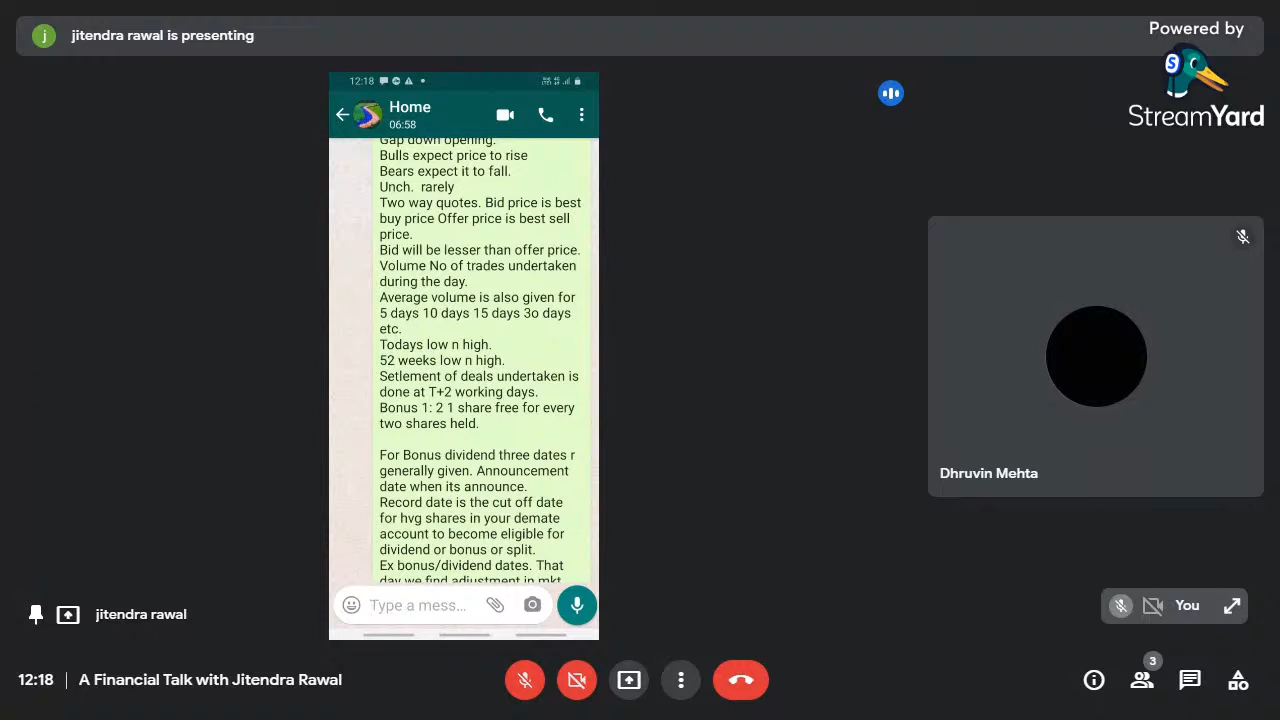 j jitendra rawal is presenting
Powered by
S
StreamYard
12:18
Home
06:58
Gap down opening.
Bulls expect price to rise
Bears expect it to fall.
Unch.  rarely
Two way quotes. Bid price is best
buy price Offer price is best sell
price.
Bid will be lesser than offer price.
Volume No of trades undertaken
during the day.
Average volume is also given for
5 days 10 days 15 days 3o days
etc.
Todays low n high.
52 weeks low n high.
Setlement of deals undertaken is
done at T+2 working days.
Bonus 1: 2 1 share free for every
two shares held.
For Bonus dividend three dates r
generally given. Announcement
date when its announce.
Record date is the cut off date
for hvg shares in your demate
account to become eligible for
dividend or bonus or split.
Ex bonus/dividend dates. That
day we find adjustment in mkt
Type a mess...
Dhruvin Mehta
jitendra rawal
You
12:18 | A Financial Talk with Jitendra Rawal
3